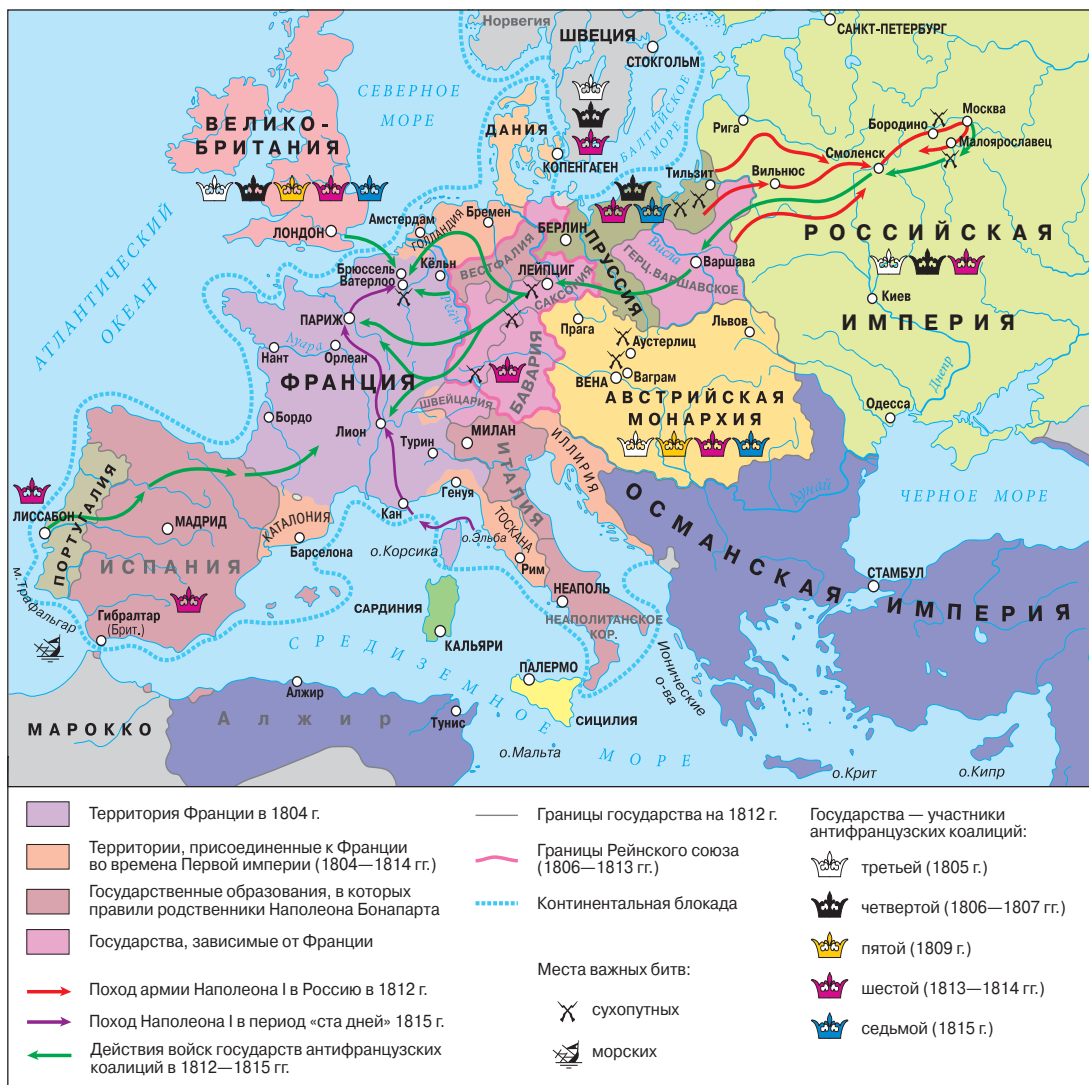 Норвегия
ШВЕЦИЯ
СТОКГОЛЬМ
САНКТ-ПЕТЕРБУРГ
СЕВЕРНОЕ
МОРЕ
ВЕЛИКО-
БРИТАНИЯ
ДАНИЯ
КОПЕНГАГЕН
БАЛТИЙСКОЕ
МОРЕ
Рига
Москва
Бородино
Малоярославец
Смоленск
Тильзит
Вильнюс
АТЛАНТИЧЕСКИЙ
ОКЕАН
ЛОНДОН
Амстердам
ГОЛЛАНДИЯ
Бремен
БЕРЛИН
ПРУССИЯ
Висла
Варшава
ГЕРЦ. ВАРШАВСКОЕ
РОССИЙСКАЯ
ИМПЕРИЯ
Брюссель
Ватерлоо
Кёльн
Рейн
ВЕСТФАЛИЯ
ЛЕЙПЦИГ
САКСОНИЯ
Киев
Днепр
ПАРИЖ
Прага
Львов
Аустерлиц
Нант
Луара
Орлеан
ФРАНЦИЯ
БАВАРИЯ
ВЕНА
Ваграм
АВСТРИЙСКАЯ
МОНАРХИЯ
Одесса
Бордо
ШВЕЙЦАРИЯ
Лион
Турин
МИЛАН
ИТАЛИЯ
ИЛЛИРИЯ
Дунай
ЧЕРНОЕ МОРЕ
ОСМАНСКАЯ
ИМПЕРИЯ
СТАМБУЛ
Генуя
Кан
ТОСКАНА
о.Эльба
о.Корсика
Рим
ЛИССАБОН
ПОРТУГАЛИЯ
МАДРИД
ИСПАНИЯ
КАТАЛОНИЯ
Барселона
м.Трафальгар
Гибралтар
(Брит.)
САРДИНИЯ
КАЛЬЯРИ
НЕАПОЛЬ
НЕАПОЛИТАНСКОЕ
КОР.
СРЕДИЗЕМНОЕ
МОРЕ
ПАЛЕРМО
СИЦИЛИЯ
Ионические
о-ва
МАРОККО
Алжир
Алжир
Тунис
о.Мальта
о.Крит
о.Кипр
Территория Франции в 1804 г.
Территории, присоединенные к Франции
во времена Первой империи (1804—1814 гг.)
Государственные образования, в которых
правили родственники Наполеона Бонапарта
Государства, зависимые от Франции
Поход армии Наполеона I в Россию в 1812 г.
Поход Наполеона I в период «ста дней» 1815 г.
Действия войск государств антифранцузских
коалиций в 1812—1815 гг.
Границы государства на 1812 г.
Границы Рейнского союза
(1806—1813 гг.)
Континентальная блокада
Места важных битв:
сухопутных
морских
Государства — участники
антифранцузских коалиций:
третьей (1805 г.)
четвертой (1806—1807 гг.)
пятой (1809 г.)
шестой (1813—1814 гг.)
седьмой (1815 г.)